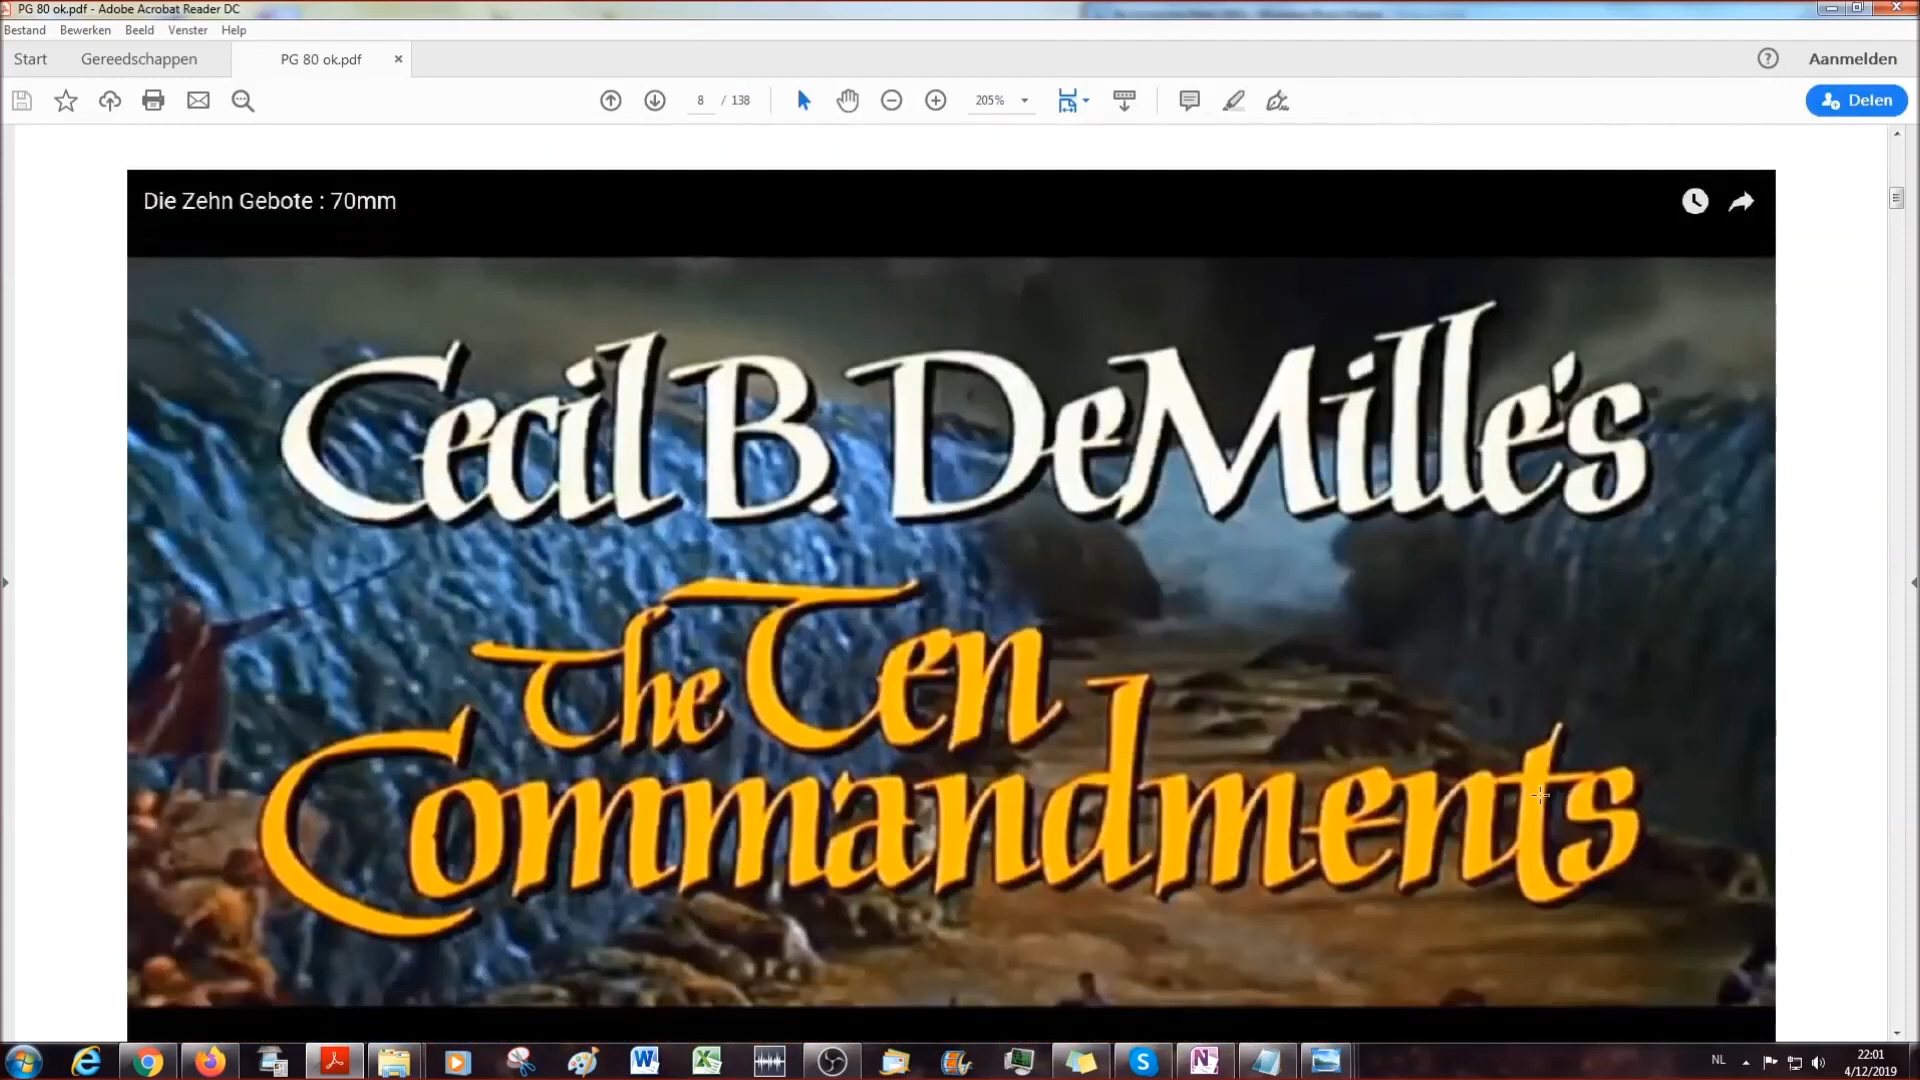 PG 80 ok.pdf - Adobe Acrobat Reader DC
Bestand Bewerken Beeld Venster Help
Start Gereedschappen PG 80 ok.pdf × ? Aanmelden
8 / 138 205% Delen
Die Zehn Gebote : 70mm
Cecil B. DeMille's
The Ten
Commandments
NL 22:01
4/12/2019